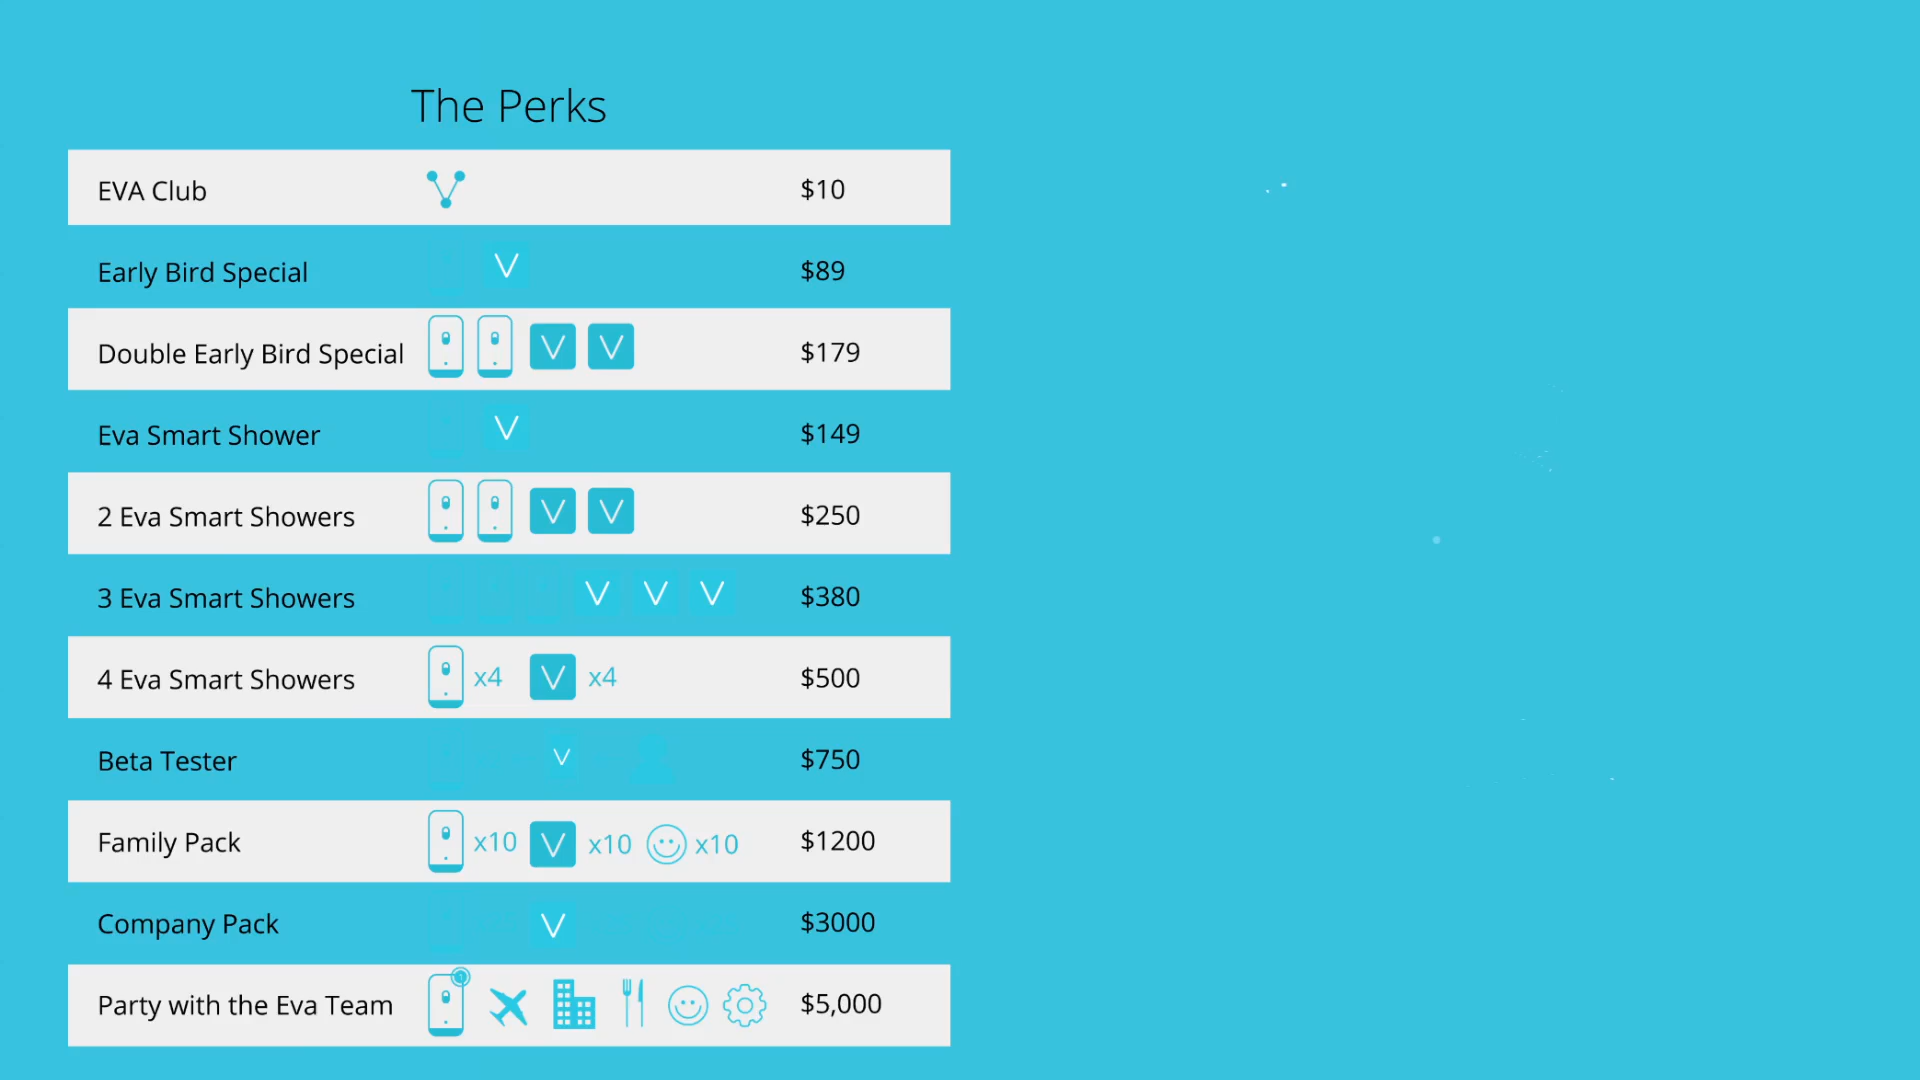 The Perks
EVA Club $10
Early Bird Special V $89
Double Early Bird Special V V $179
Eva Smart Shower V $149
2 Eva Smart Showers V V $250
3 Eva Smart Showers V V V $380
4 Eva Smart Showers x4 V x4 $500
Beta Tester V $750
Family Pack x10 V x10 x10 $1200
Company Pack V $3000
Party with the Eva Team $5,000